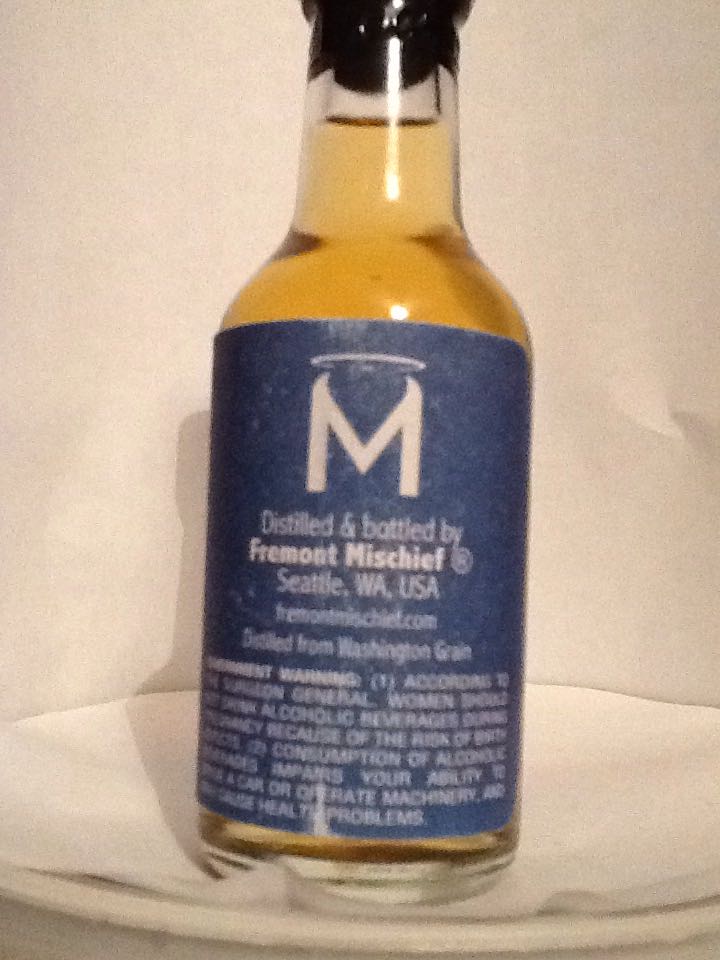 M
Distilled & bottled by
Fremont Mischief ®
Seattle, WA, USA
fremontmischief.com
Distilled from Washington Grain
WARNING: (1) ACCORDING TO
SURGEON GENERAL, WOMEN SHOULD
DRINK ALCOHOLIC BEVERAGES DURING
BECAUSE OF THE RISK OF BIRTH
(2) CONSUMPTION OF ALCOHOLIC
IMPAIRS YOUR ABILITY TO
A CAR OR OPERATE MACHINERY, AND
CAUSE HEALTH PROBLEMS.